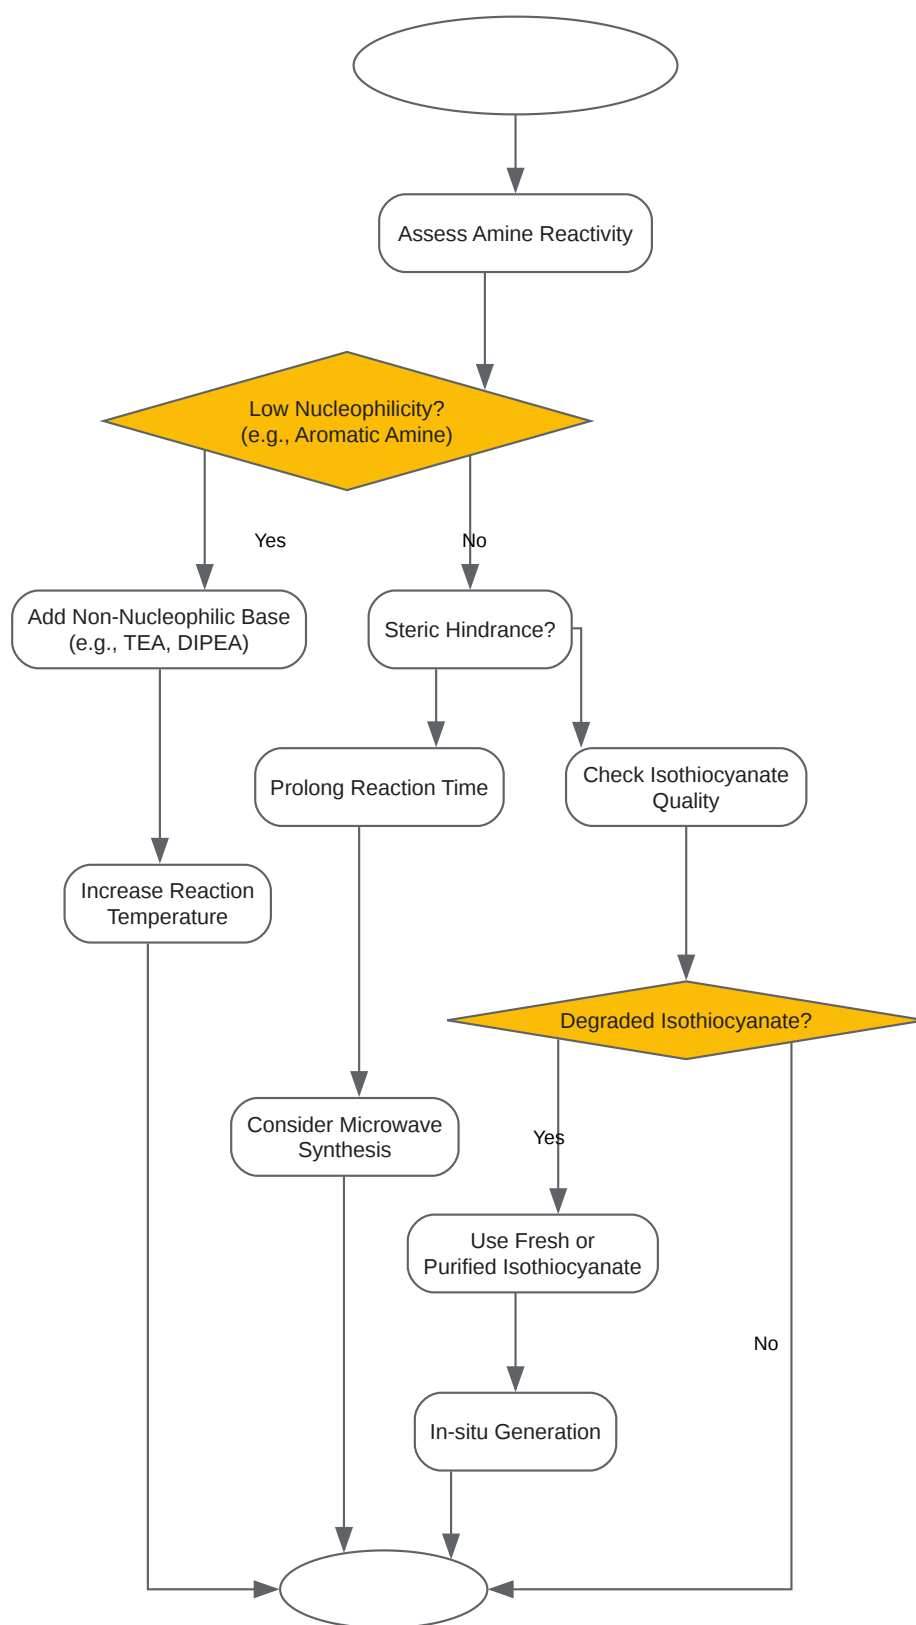 Assess Amine Reactivity
Low Nucleophilicity?
(e.g., Aromatic Amine)
Yes
No
Add Non-Nucleophilic Base
(e.g., TEA, DIPEA)
Steric Hindrance?
Prolong Reaction Time
Check Isothiocyanate
Quality
Increase Reaction
Temperature
Degraded Isothiocyanate?
Consider Microwave
Synthesis
Yes
Use Fresh or
Purified Isothiocyanate
No
In-situ Generation